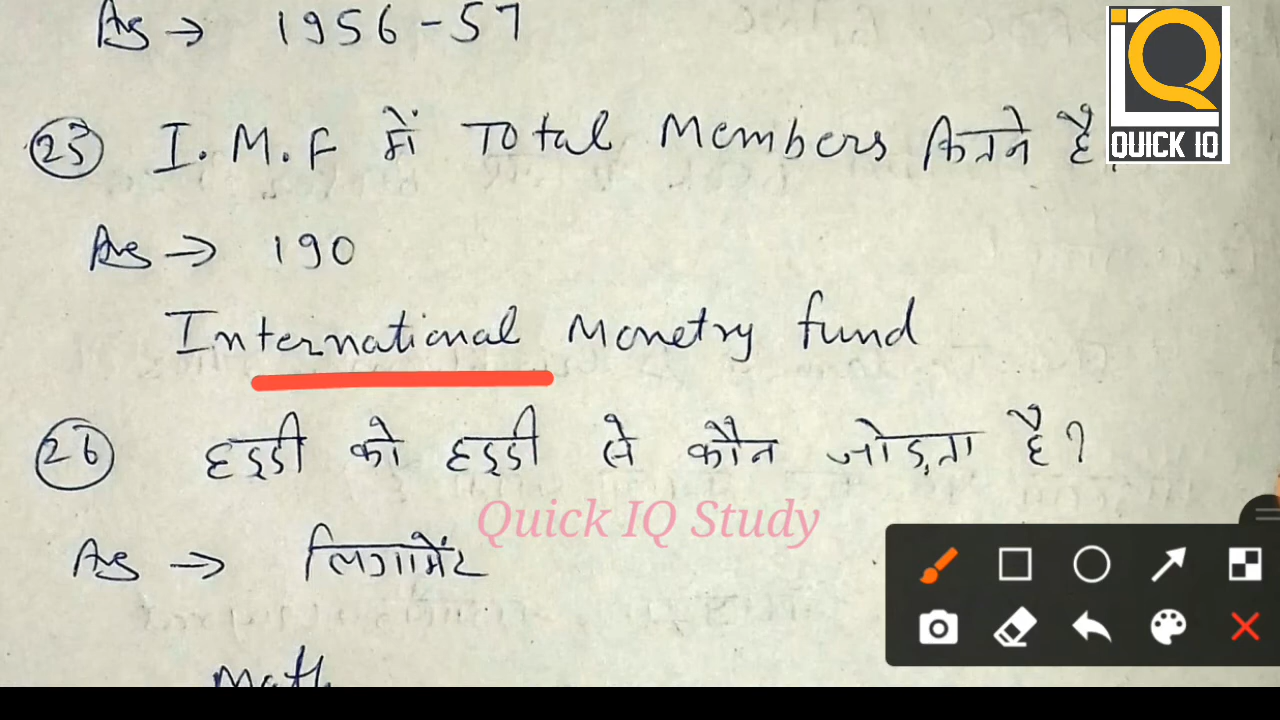 Ans → 1956-57
QUICK IQ
25 I.M.F में Total Members कितने है
Ans → 190
International Monetry fund
26 हड्डी को हड्डी से कौन जोड़ता है?
Quick IQ Study
Ans → लिगामेंट
Math